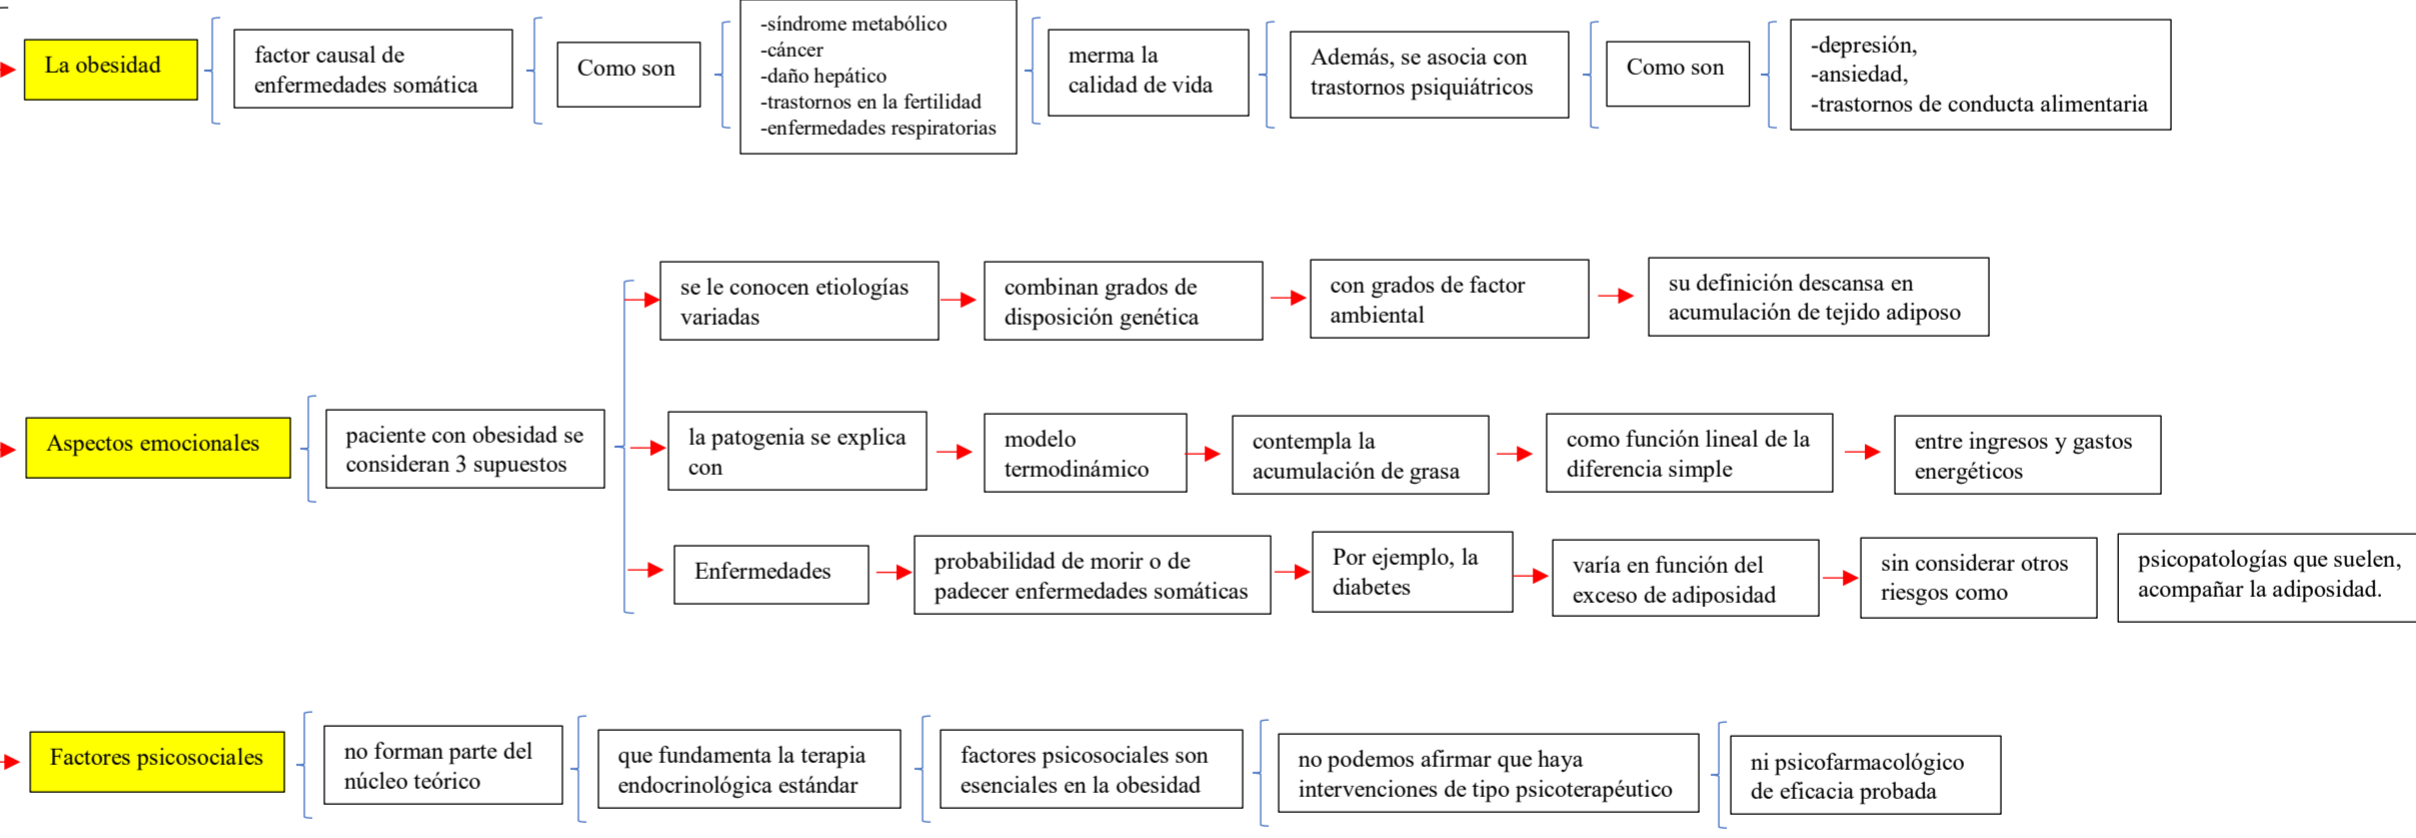 La obesidad
factor causal de
enfermedades somática
Como son
-síndrome metabólico
-cáncer
-daño hepático
-trastornos en la fertilidad
-enfermedades respiratorias
merma la
calidad de vida
Además, se asocia con
trastornos psiquiátricos
Como son
-depresión,
-ansiedad,
-trastornos de conducta alimentaria
Aspectos emocionales
paciente con obesidad se
consideran 3 supuestos
se le conocen etiologías
variadas
combinan grados de
disposición genética
con grados de factor
ambiental
su definición descansa en
acumulación de tejido adiposo
la patogenia se explica
con
modelo
termodinámico
contempla la
acumulación de grasa
como función lineal de la
diferencia simple
entre ingresos y gastos
energéticos
Enfermedades
probabilidad de morir o de
padecer enfermedades somáticas
Por ejemplo, la
diabetes
varía en función del
exceso de adiposidad
sin considerar otros
riesgos como
psicopatologías que suelen,
acompañar la adiposidad.
Factores psicosociales
no forman parte del
núcleo teórico
que fundamenta la terapia
endocrinológica estándar
factores psicosociales son
esenciales en la obesidad
no podemos afirmar que haya
intervenciones de tipo psicoterapéutico
ni psicofarmacológico
de eficacia probada